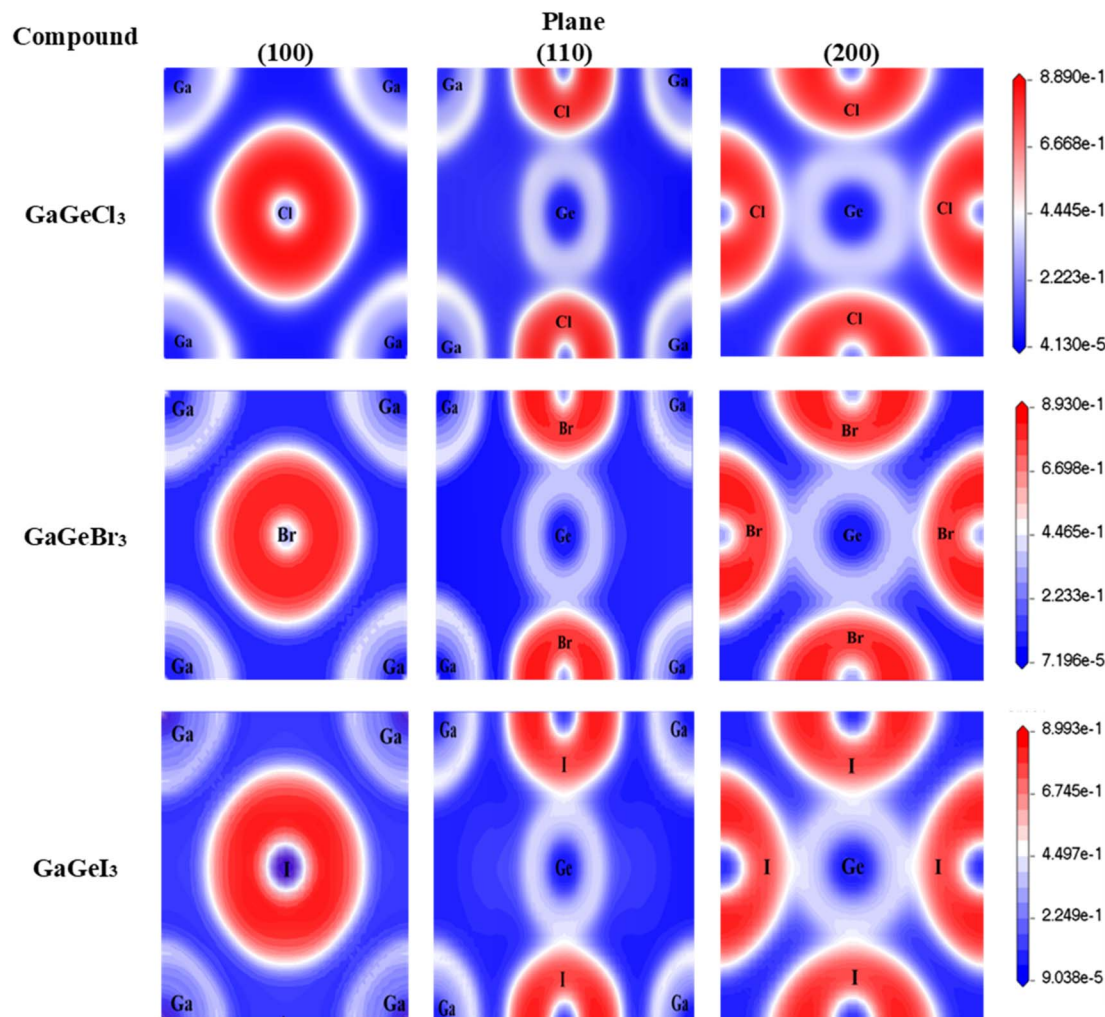 Plane
Compound
(100)
(110)
(200)
Ga Ga Ga Cl Ga Cl
GaGeCl3
Cl Ge Cl Ge Cl
Ga Ga Ga Cl Ga Cl
8.890e-1
6.668e-1
4.445e-1
2.223e-1
4.130e-5
Ga Ga Ga Br Ga Br
GaGeBr3
Br Ge Br Ge Br
Ga Ga Ga Br Ga Br
8.930e-1
6.698e-1
4.465e-1
2.233e-1
7.196e-5
Ga Ga Ga I Ga I
GaGeI3
I Ge I Ge I
Ga Ga Ga I Ga I
8.993e-1
6.745e-1
4.497e-1
2.249e-1
9.038e-5